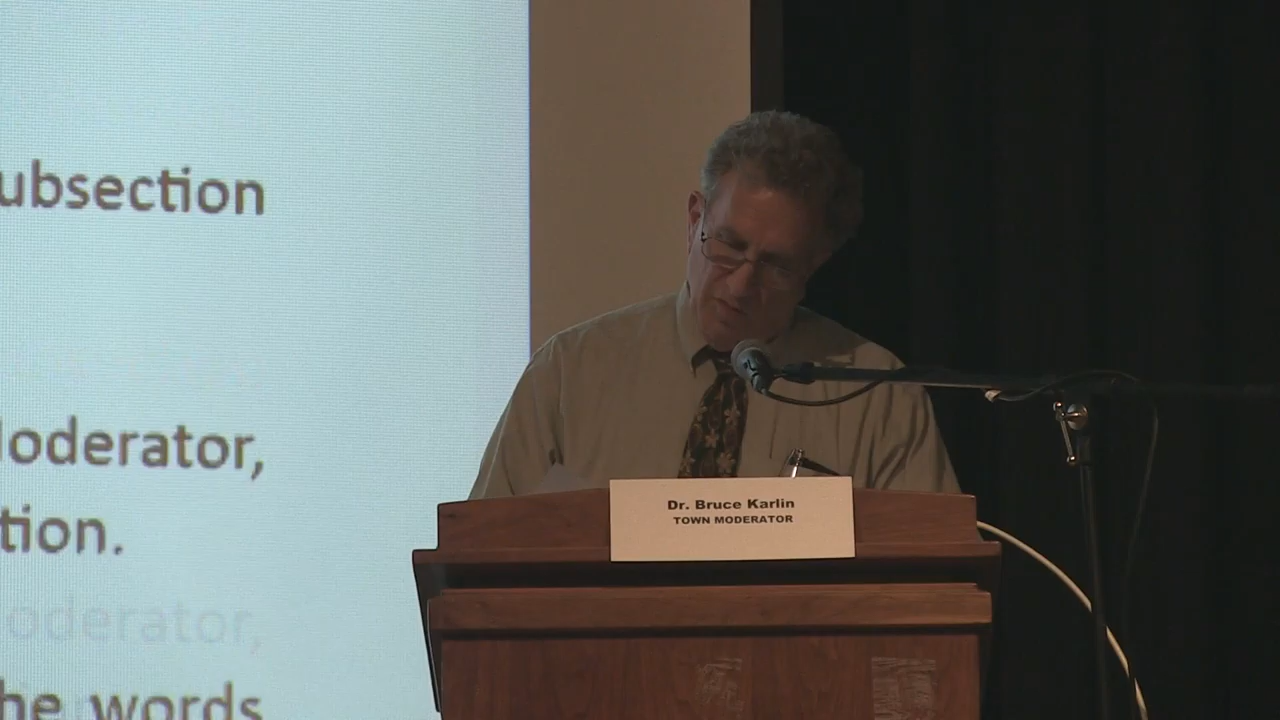 ubsection
oderator,
tion.
oderator,
he words
Dr. Bruce Karlin
TOWN MODERATOR